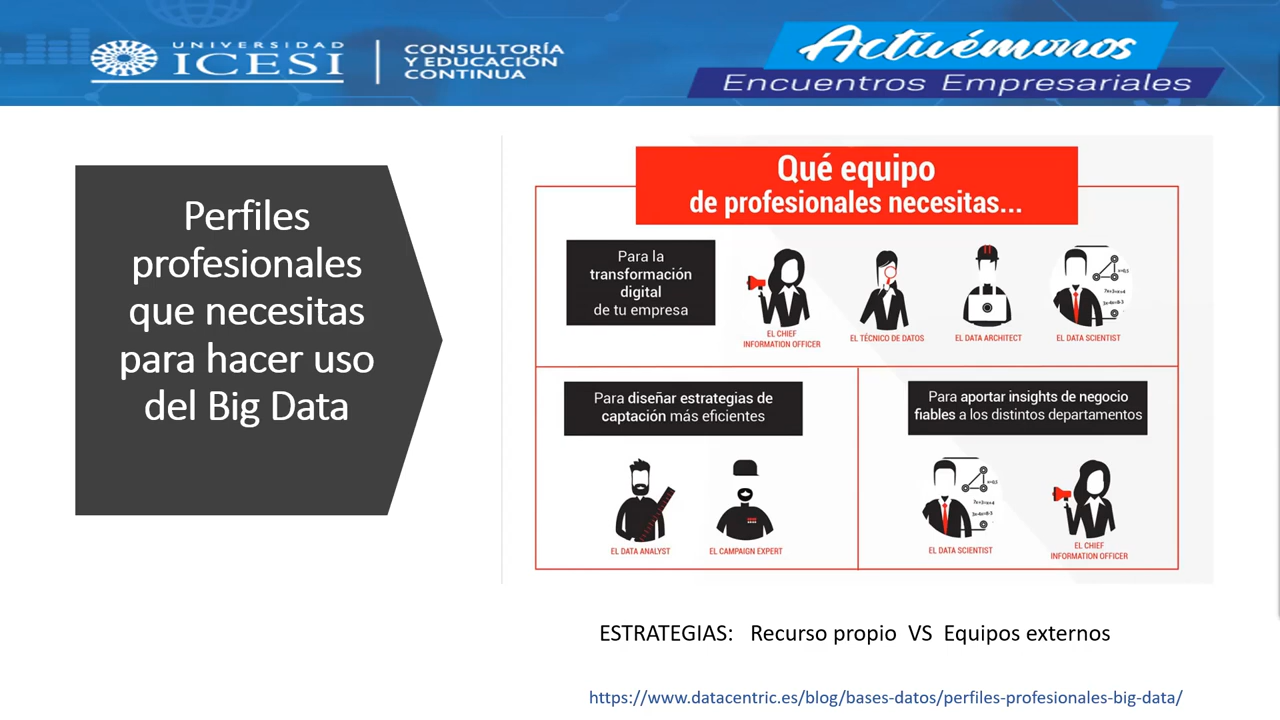 UNIVERSIDAD
ICESI
CONSULTORÍA
Y EDUCACIÓN
CONTINUA
Activémonos
Encuentros Empresariales
Perfiles
profesionales
que necesitas
para hacer uso
del Big Data
Qué equipo
de profesionales necesitas...
Para la
transformación
digital
de tu empresa
EL CHIEF
INFORMATION OFFICER
EL TÉCNICO DE DATOS
EL DATA ARCHITECT
EL DATA SCIENTIST
Para diseñar estrategias de
captación más eficientes
EL DATA ANALYST
EL CAMPAIGN EXPERT
Para aportar insights de negocio
fiables a los distintos departamentos
EL DATA SCIENTIST
EL CHIEF
INFORMATION OFFICER
ESTRATEGIAS: Recurso propio VS Equipos externos
https://www.datacentric.es/blog/bases-datos/perfiles-profesionales-big-data/